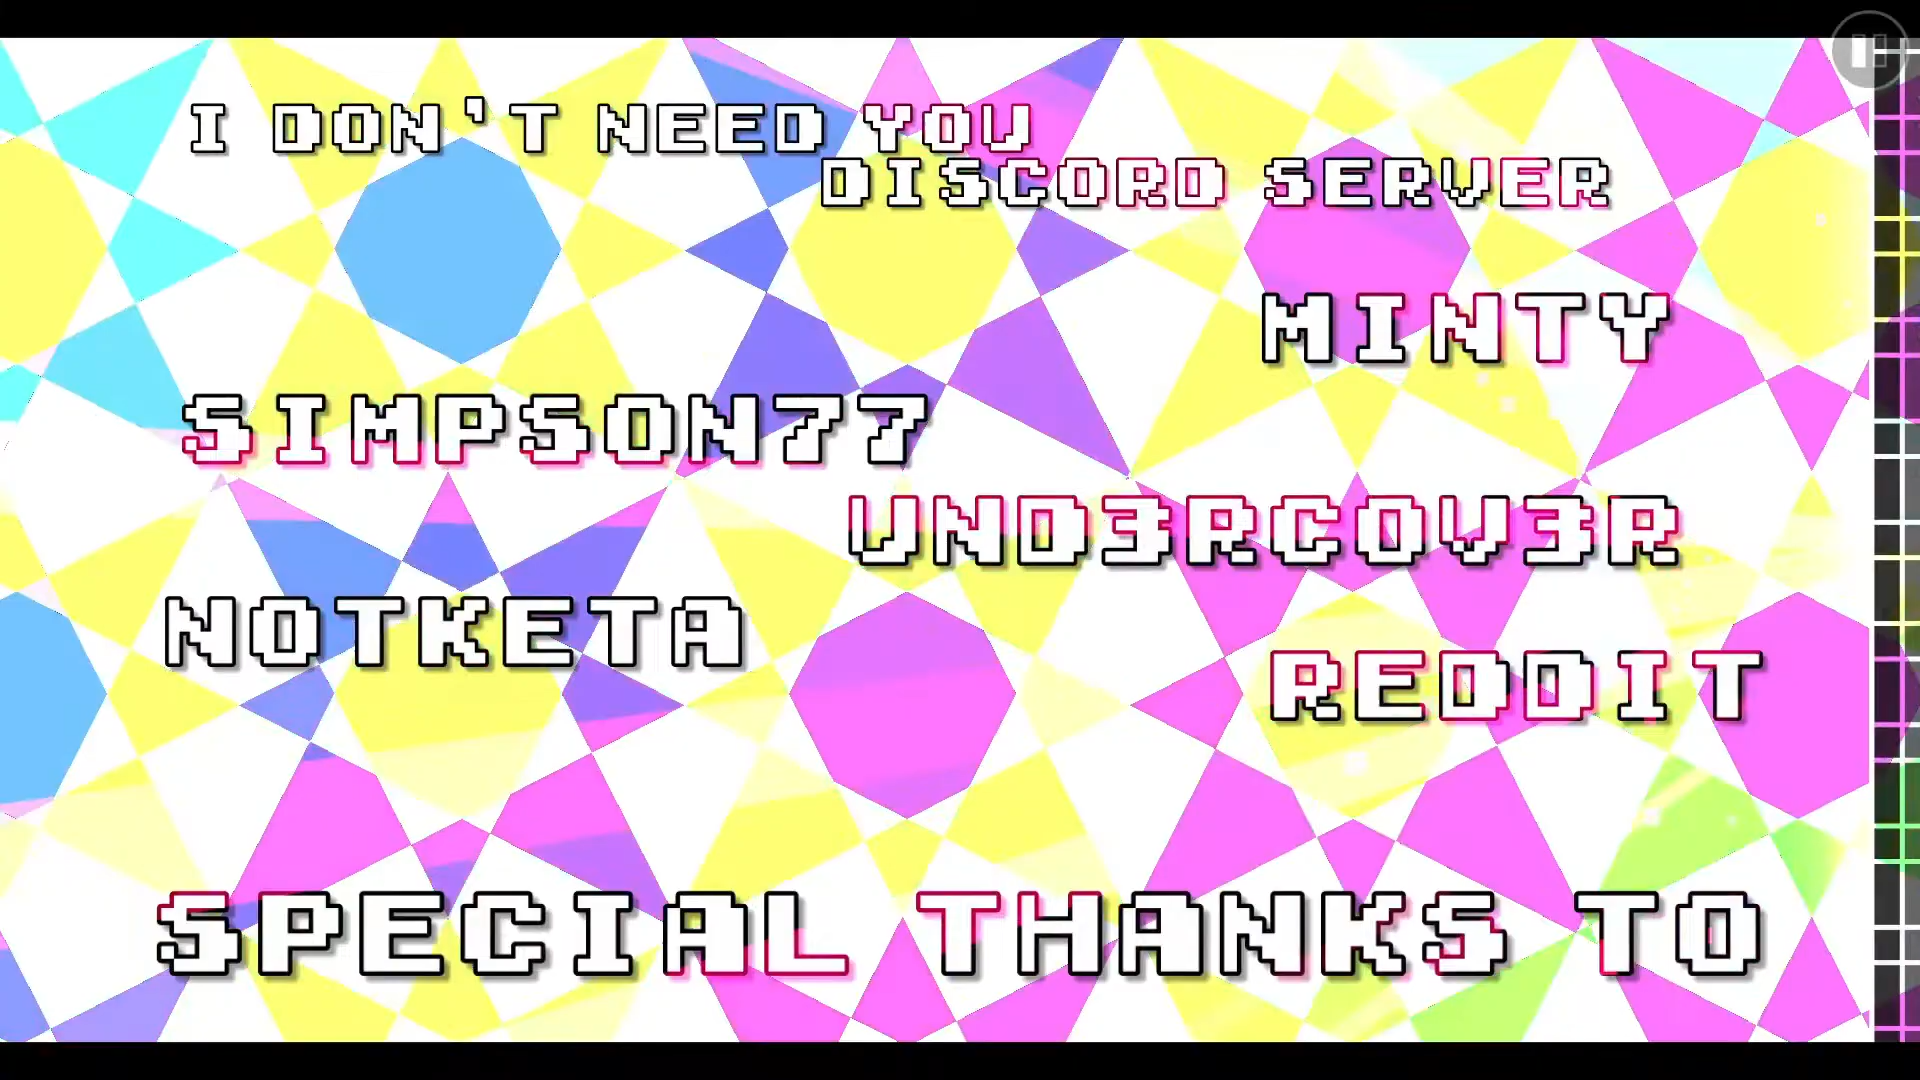 I DON'T NEED YOU
DISCORD SERVER
MINTY
SIMPSON77
UND3RCOV3R
NOTKETA
REDDIT
SPECIAL THANKS TO